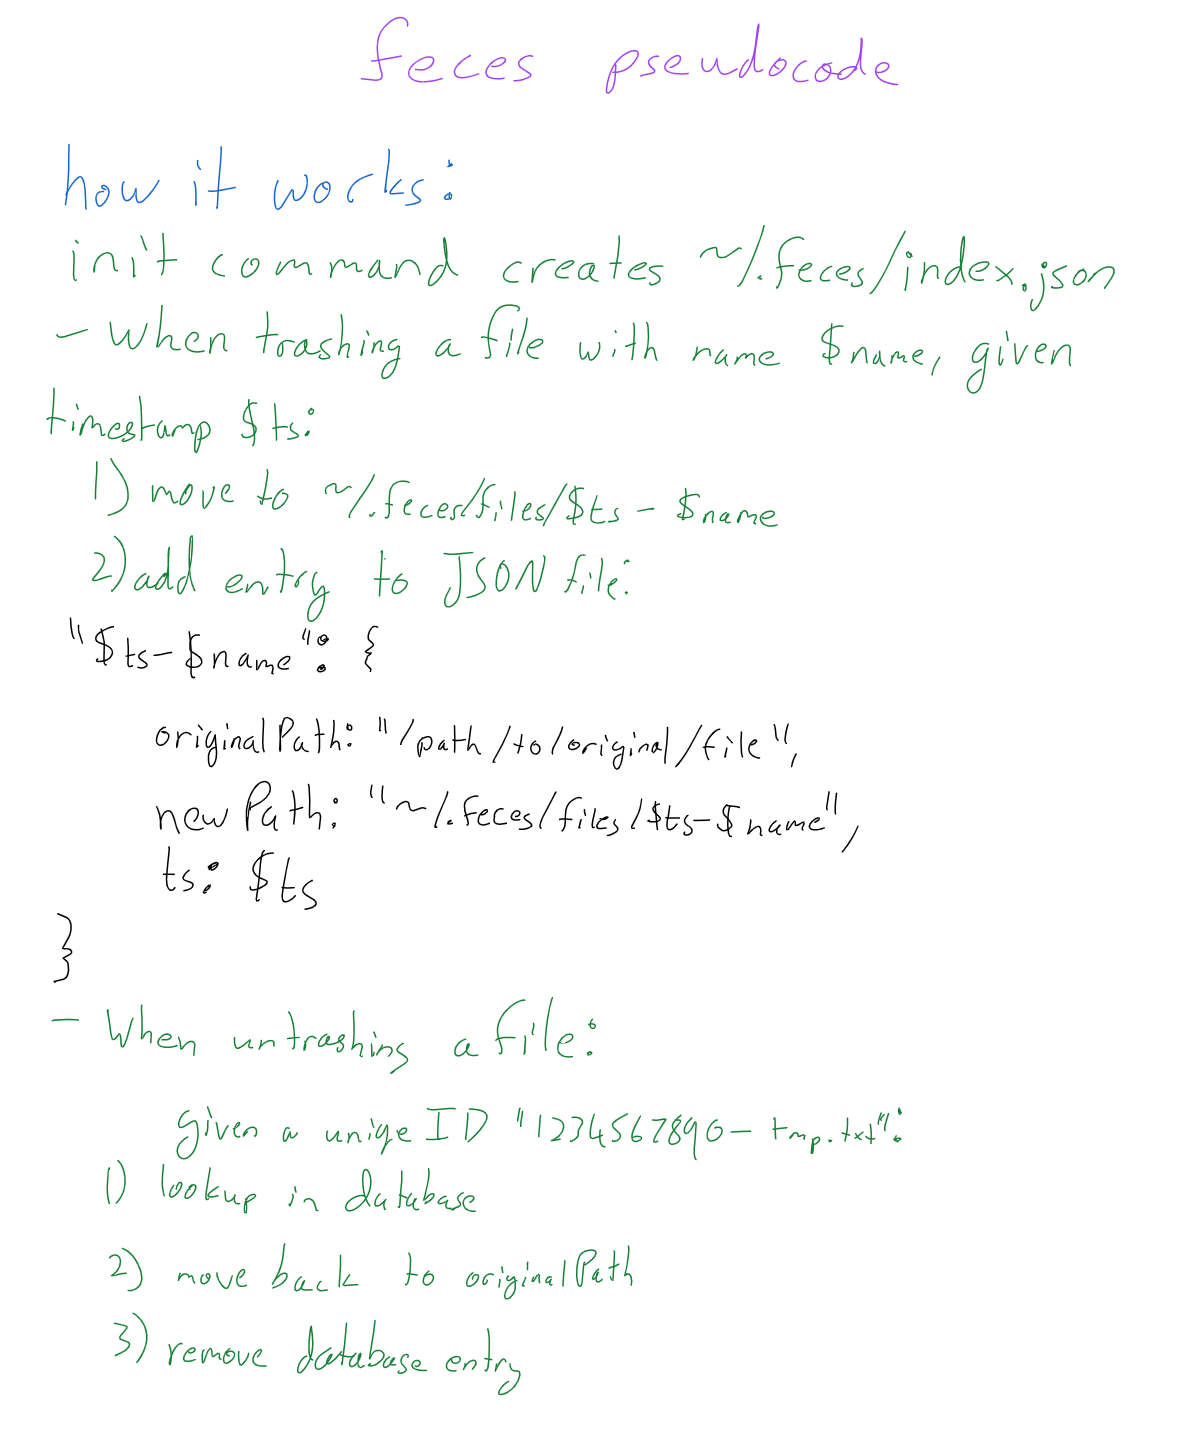 feces pseudocode
how it works:
init command creates ~/.feces/index.json
- When trashing a file with name $name, given
timestamp $ts:
1) move to ~/.feces/files/$ts-$name
2) add entry to JSON file:
"$ts-$name": {
originalPath: "/path/to/original/file",
newPath: "~/.feces/files/$ts-$name",
ts: $ts
}
- When untrashing a file:
given a uniqe ID "1234567890-tmp.txt":
1) lookup in database
2) move back to originalPath
3) remove database entry